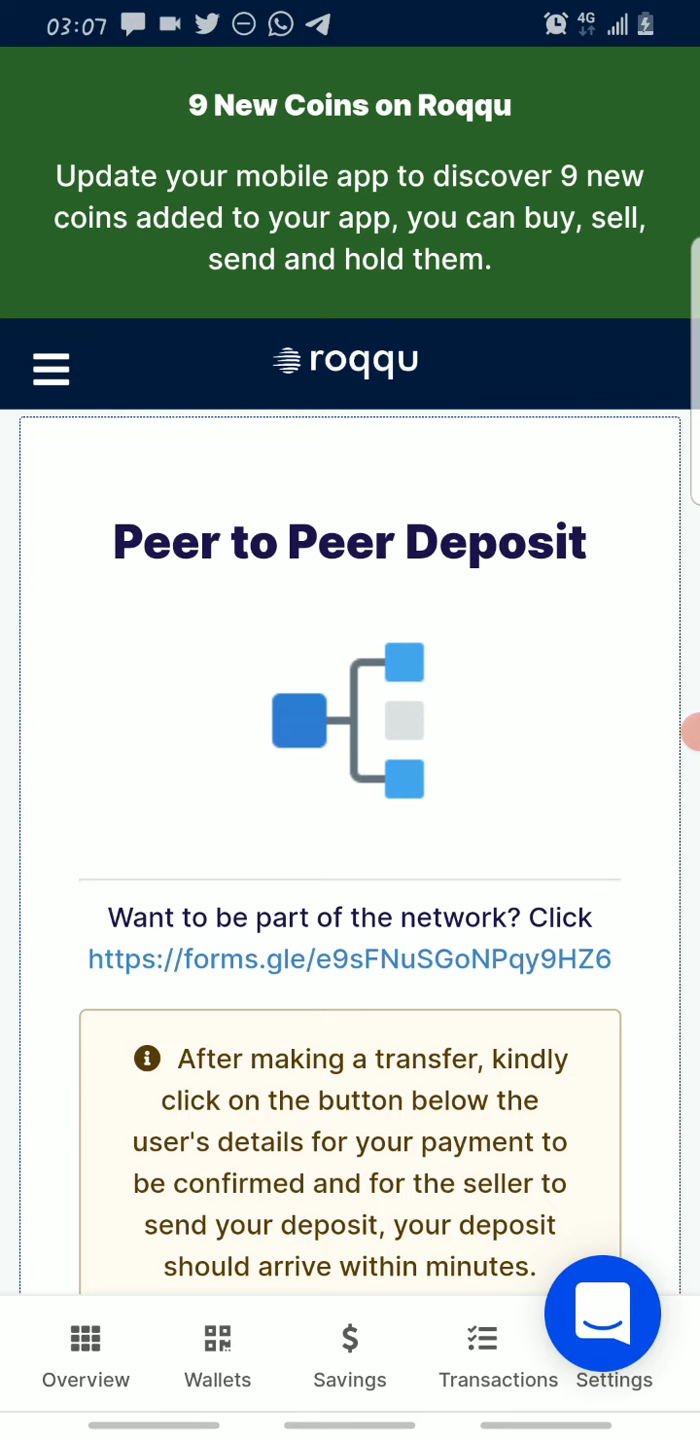 03:07
4G
9 New Coins on Roqqu
Update your mobile app to discover 9 new
coins added to your app, you can buy, sell,
send and hold them.
roqqu
Peer to Peer Deposit
Want to be part of the network? Click
https://forms.gle/e9sFNuSGoNPqy9HZ6
After making a transfer, kindly
click on the button below the
user's details for your payment to
be confirmed and for the seller to
send your deposit, your deposit
should arrive within minutes.
Overview
Wallets
Savings
Transactions
Settings